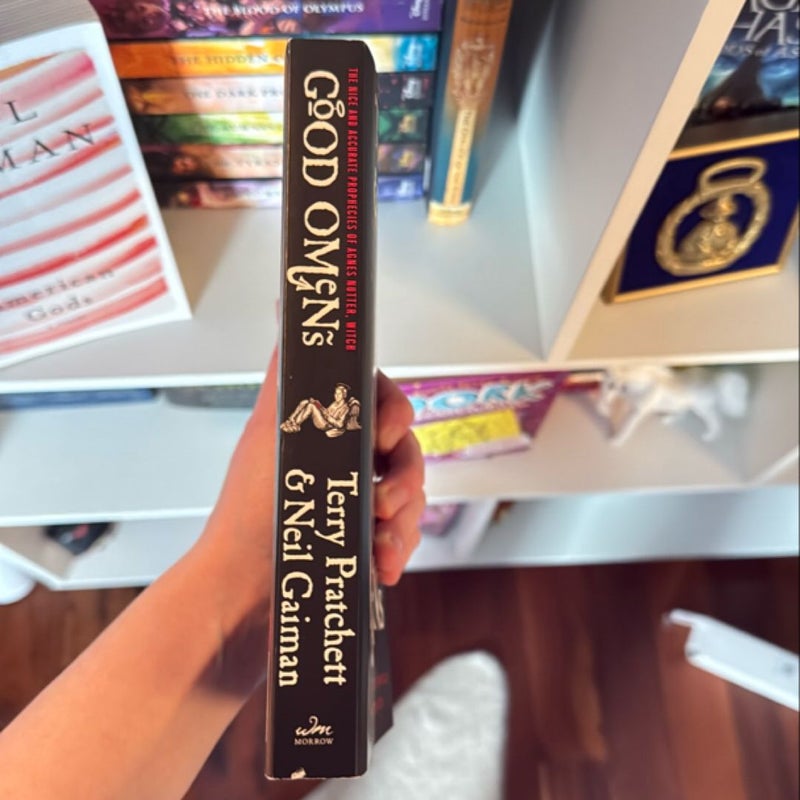 THE NICE AND ACCURATE PROPHECIES OF AGNES NUTTER, WITCH
GOOD OMENS
Terry Pratchett
& Neil Gaiman
wm
MORROW
THE BLOOD OF OLYMPUS
THE HIDDEN
THE DARK
L
MAN
American
Gods